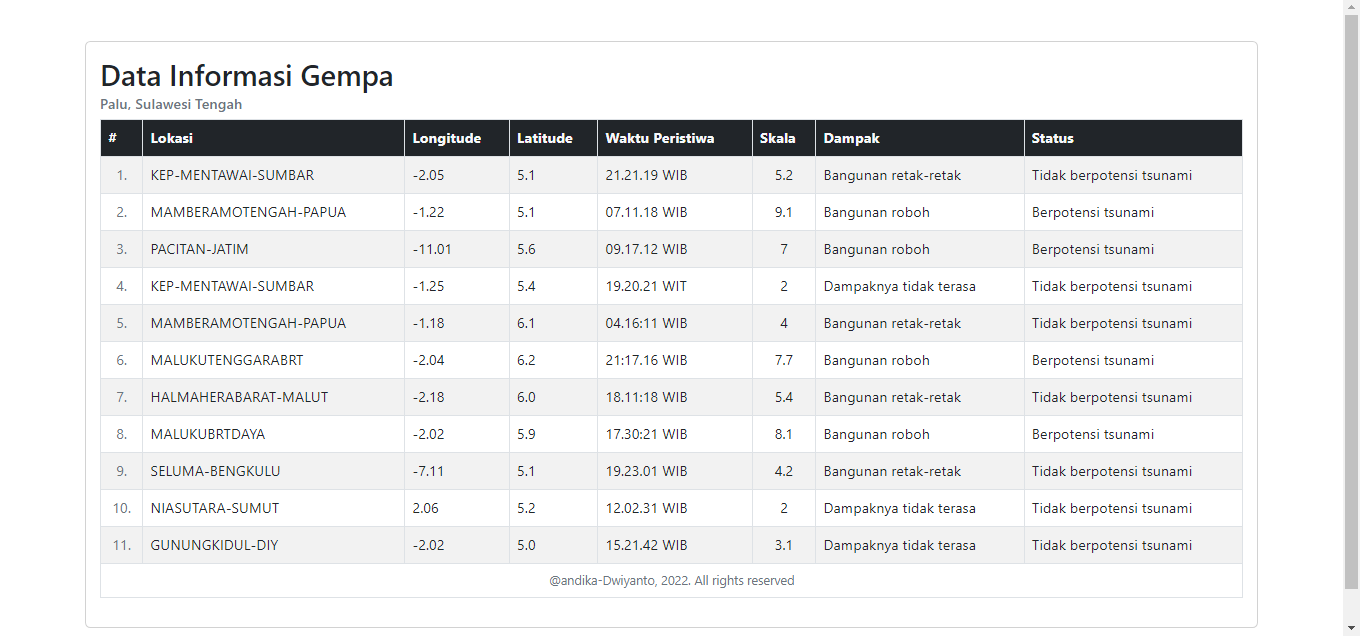 Data Informasi Gempa
Palu, Sulawesi Tengah
# Lokasi Longitude Latitude Waktu Peristiwa Skala Dampak Status
1. KEP-MENTAWAI-SUMBAR -2.05 5.1 21.21.19 WIB 5.2 Bangunan retak-retak Tidak berpotensi tsunami
2. MAMBERAMOTENGAH-PAPUA -1.22 5.1 07.11.18 WIB 9.1 Bangunan roboh Berpotensi tsunami
3. PACITAN-JATIM -11.01 5.6 09.17.12 WIB 7 Bangunan roboh Berpotensi tsunami
4. KEP-MENTAWAI-SUMBAR -1.25 5.4 19.20.21 WIT 2 Dampaknya tidak terasa Tidak berpotensi tsunami
5. MAMBERAMOTENGAH-PAPUA -1.18 6.1 04.16:11 WIB 4 Bangunan retak-retak Tidak berpotensi tsunami
6. MALUKUTENGGARABRT -2.04 6.2 21:17.16 WIB 7.7 Bangunan roboh Berpotensi tsunami
7. HALMAHERABARAT-MALUT -2.18 6.0 18.11:18 WIB 5.4 Bangunan retak-retak Tidak berpotensi tsunami
8. MALUKUBRTDAYA -2.02 5.9 17.30:21 WIB 8.1 Bangunan roboh Berpotensi tsunami
9. SELUMA-BENGKULU -7.11 5.1 19.23.01 WIB 4.2 Bangunan retak-retak Tidak berpotensi tsunami
10. NIASUTARA-SUMUT 2.06 5.2 12.02.31 WIB 2 Dampaknya tidak terasa Tidak berpotensi tsunami
11. GUNUNGKIDUL-DIY -2.02 5.0 15.21.42 WIB 3.1 Dampaknya tidak terasa Tidak berpotensi tsunami
@andika-Dwiyanto, 2022. All rights reserved